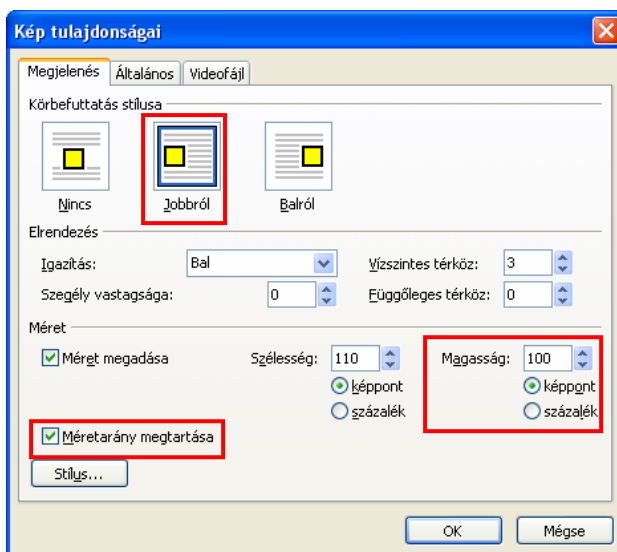 Kép tulajdonságai
Megjelenés Általános Videofájl
Körbefuttatás stílusa
Nincs Jobbról Balról
Elrendezés
Igazítás: Bal Vízszintes térköz: 3
Szegély vastagsága: 0 Függőleges térköz: 0
Méret
Méret megadása Szélesség: 110 Magasság: 100
képpont képpont
százalék százalék
Méretarány megtartása
Stílus...
OK Mégse